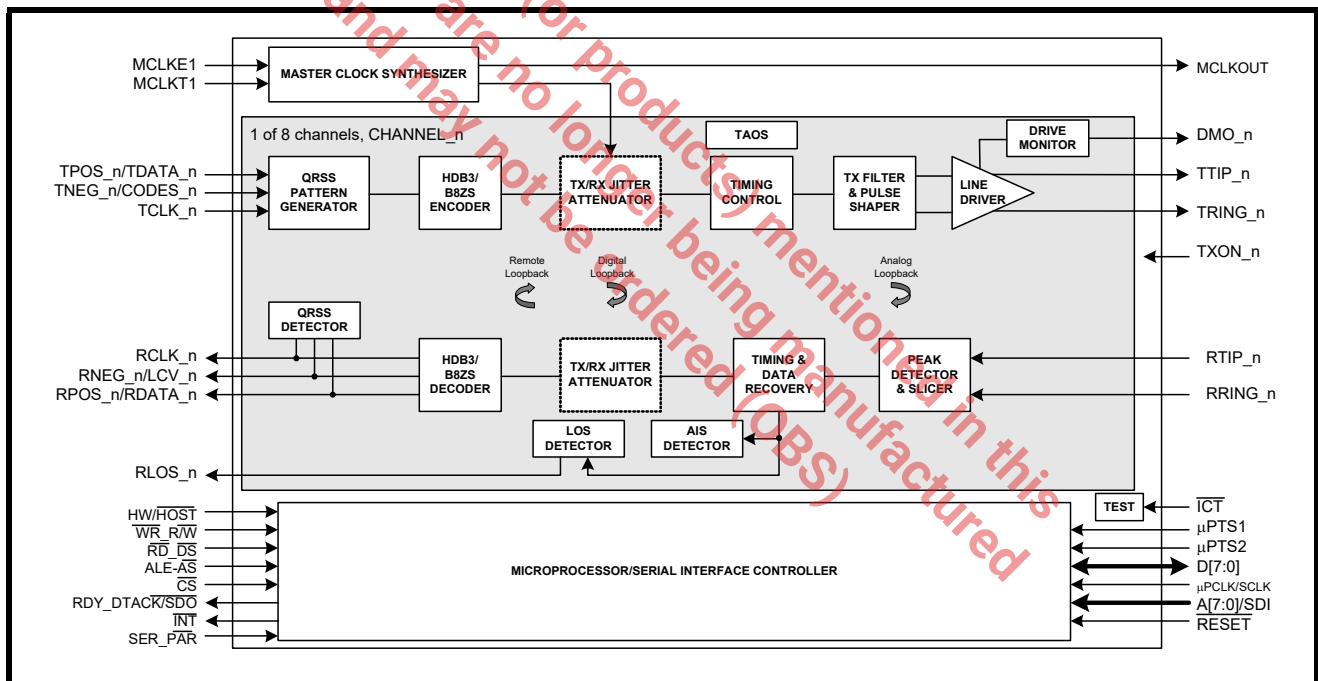 (or products) mentioned in this
are no longer being manufactured
and may not be ordered (OBS)
MCLKE1
MCLKT1
MASTER CLOCK SYNTHESIZER
MCLKOUT
1 of 8 channels, CHANNEL_n
TAOS
DRIVE
MONITOR
DMO_n
TPOS_n/TDATA_n
TNEG_n/CODES_n
TCLK_n
QRSS
PATTERN
GENERATOR
HDB3/
B8ZS
ENCODER
TX/RX JITTER
ATTENUATOR
TIMING
CONTROL
TX FILTER
& PULSE
SHAPER
LINE
DRIVER
TTIP_n
TRING_n
TXON_n
Remote
Loopback
Digital
Loopback
Analog
Loopback
QRSS
DETECTOR
RCLK_n
RNEG_n/LCV_n
RPOS_n/RDATA_n
HDB3/
B8ZS
DECODER
TX/RX JITTER
ATTENUATOR
TIMING &
DATA
RECOVERY
PEAK
DETECTOR
& SLICER
RTIP_n
RRING_n
LOS
DETECTOR
AIS
DETECTOR
RLOS_n
TEST
ICT
HW/HOST
WR_R/W
RD_DS
ALE-AS
CS
RDY_DTACK/SDO
INT
SER_PAR
MICROPROCESSOR/SERIAL INTERFACE CONTROLLER
µPTS1
µPTS2
D[7:0]
µPCLK/SCLK
A[7:0]/SDI
RESET